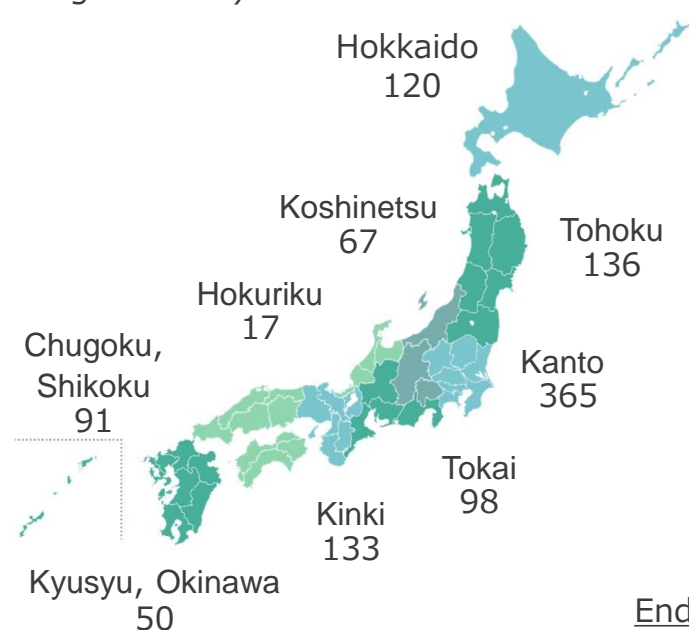 Hokkaido
120
Koshinetsu
67
Tohoku
136
Hokuriku
17
Chugoku,
Shikoku
91
Kanto
365
Tokai
98
Kinki
133
Kyusyu, Okinawa
50
End